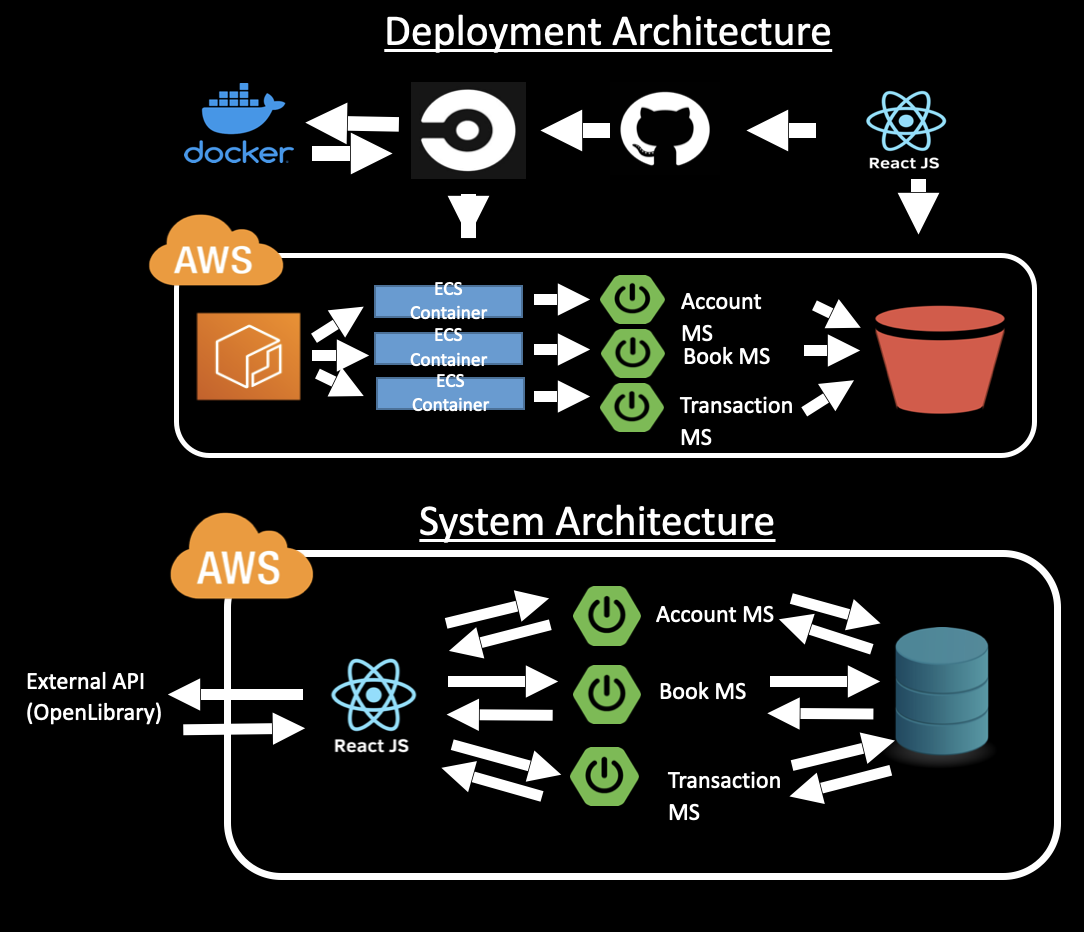 Deployment Architecture
docker
React JS
AWS
ECS
Container
ECS
Container
ECS
Container
Account
MS
Book MS
Transaction
MS
System Architecture
AWS
External API
(OpenLibrary)
React JS
Account MS
Book MS
Transaction
MS